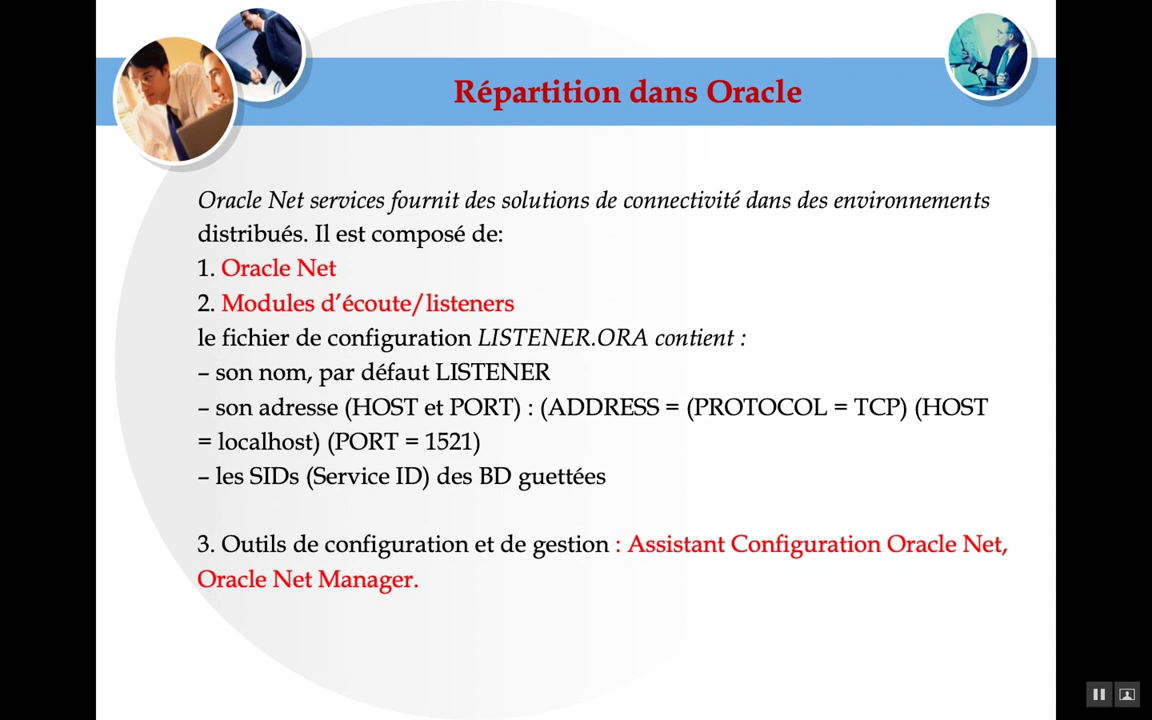 Répartition dans Oracle
Oracle Net services fournit des solutions de connectivité dans des environnements
distribués. Il est composé de:
1. Oracle Net
2. Modules d’écoute/listeners
le fichier de configuration LISTENER.ORA contient :
– son nom, par défaut LISTENER
– son adresse (HOST et PORT) : (ADDRESS = (PROTOCOL = TCP) (HOST
= localhost) (PORT = 1521)
– les SIDs (Service ID) des BD guettées
3. Outils de configuration et de gestion : Assistant Configuration Oracle Net,
Oracle Net Manager.